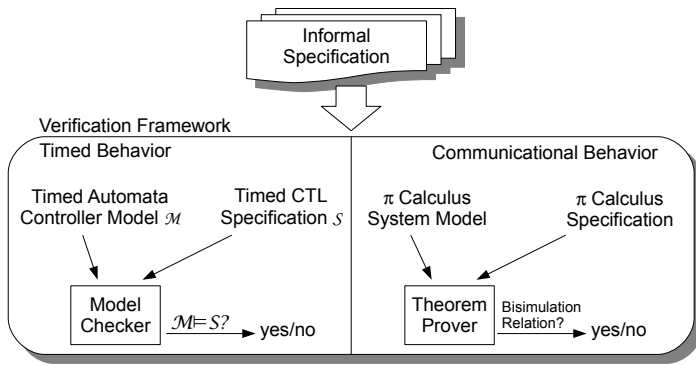 Informal
Specification
Verification Framework
Timed Behavior
Communicational Behavior
Timed Automata
Controller Model ℳ
Timed CTL
Specification 𝒮
π Calculus
System Model
π Calculus
Specification
Model
Checker
ℳ⊨𝒮?
yes/no
Theorem
Prover
Bisimulation
Relation?
yes/no